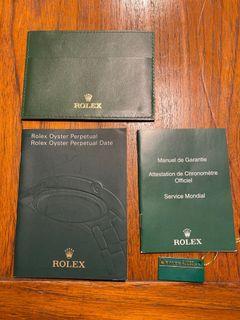 ROLEX
Rolex Oyster Perpetual
Rolex Oyster Perpetual Date
ROLEX
Manuel de Garantie
Attestation de Chronomètre
Officiel
Service Mondial
ROLEX